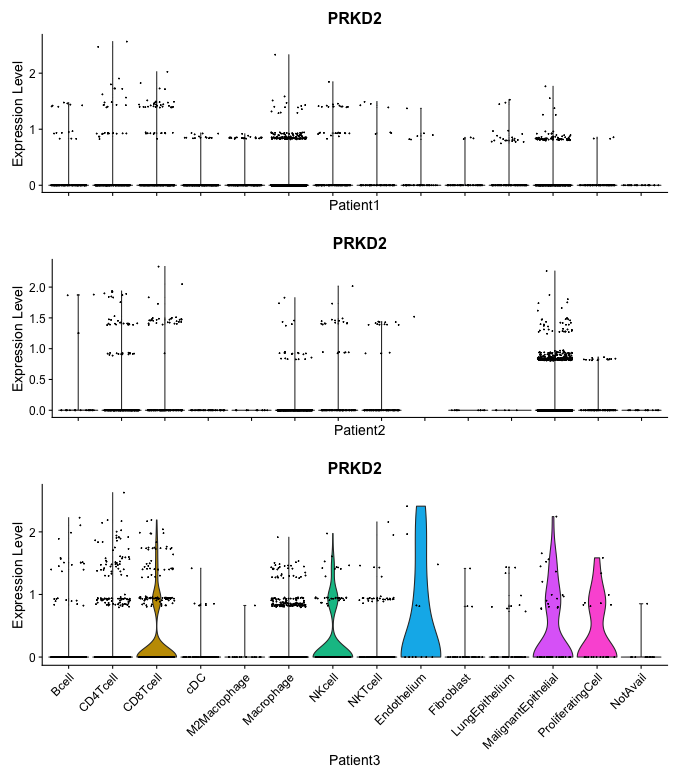 PRKD2
Expression Level
2
1
0
Patient1
PRKD2
Expression Level
2.0
1.5
1.0
0.5
0.0
Patient2
PRKD2
Expression Level
2
1
0
Bcell
CD4Tcell
CD8Tcell
cDC
M2Macrophage
Macrophage
NKcell
NKTcell
Endothelium
Fibroblast
LungEpithelium
MalignantEpithelial
ProliferatingCell
NotAvail
Patient3